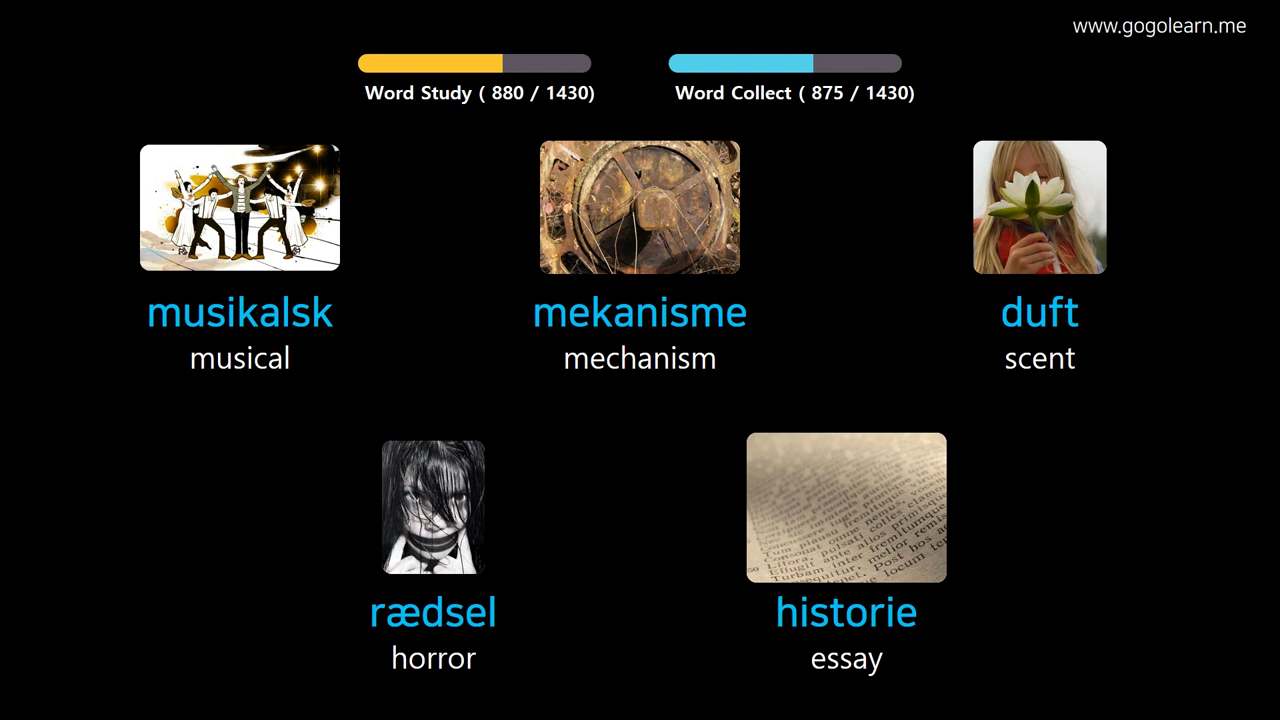 www.gogolearn.me
Word Study ( 880 / 1430)
Word Collect ( 875 / 1430)
musikalsk
musical
mekanisme
mechanism
duft
scent
rædsel
horror
historie
essay